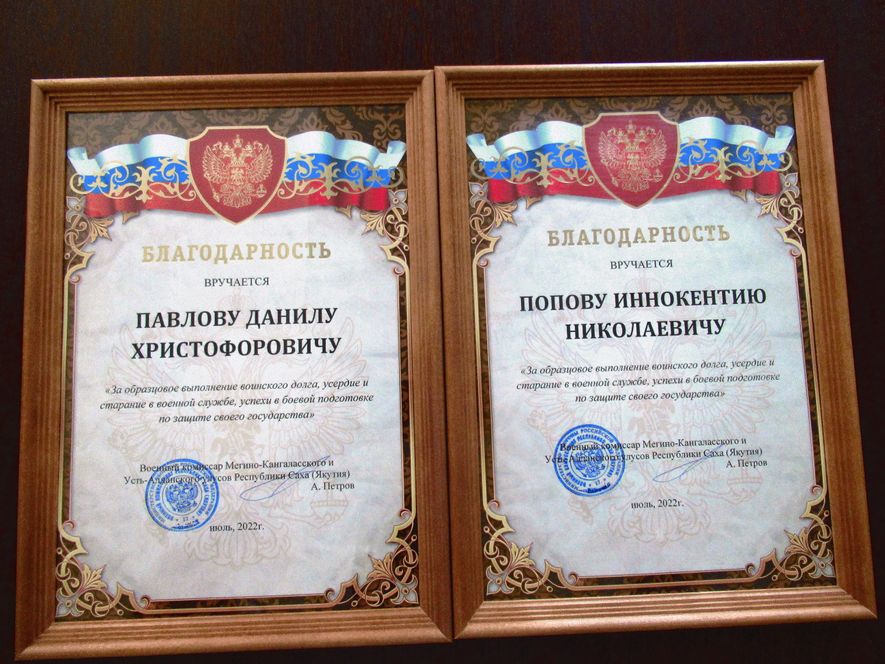 БЛАГОДАРНОСТЬ
ВРУЧАЕТСЯ
ПАВЛОВУ ДАНИЛУ
ХРИСТОФОРОВИЧУ
«За образцовое выполнение воинского долга, усердие и
старание в военной службе, успехи в боевой подготовке
по защите своего государства»
Военный комиссар Мегино-Кангаласского и
Усть-Алданского улусов Республики Саха (Якутия)
А. Петров
июль, 2022г.
БЛАГОДАРНОСТЬ
ВРУЧАЕТСЯ
ПОПОВУ ИННОКЕНТИЮ
НИКОЛАЕВИЧУ
«За образцовое выполнение воинского долга, усердие и
старание в военной службе, успехи в боевой подготовке
по защите своего государства»
Военный комиссар Мегино-Кангаласского и
Усть-Алданского улусов Республики Саха (Якутия)
А. Петров
июль, 2022г.